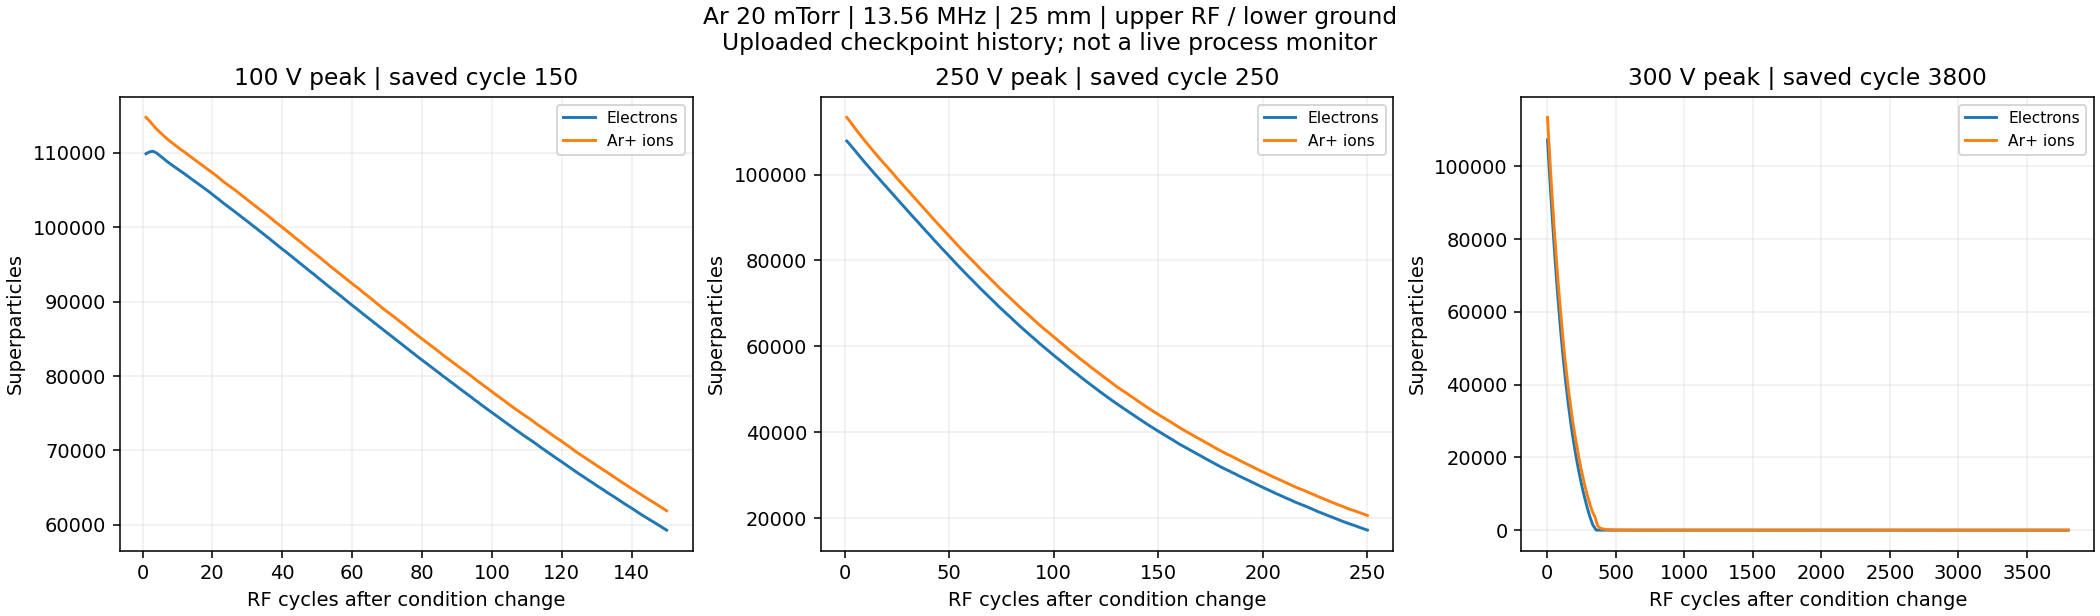 Ar 20 mTorr | 13.56 MHz | 25 mm | upper RF / lower ground
Uploaded checkpoint history; not a live process monitor
100 V peak | saved cycle 150
Electrons
Ar+ ions
Superparticles
110000
100000
90000
80000
70000
60000
0 20 40 60 80 100 120 140
RF cycles after condition change
250 V peak | saved cycle 250
Electrons
Ar+ ions
Superparticles
100000
80000
60000
40000
20000
0 50 100 150 200 250
RF cycles after condition change
300 V peak | saved cycle 3800
Electrons
Ar+ ions
Superparticles
100000
80000
60000
40000
20000
0
0 500 1000 1500 2000 2500 3000 3500
RF cycles after condition change